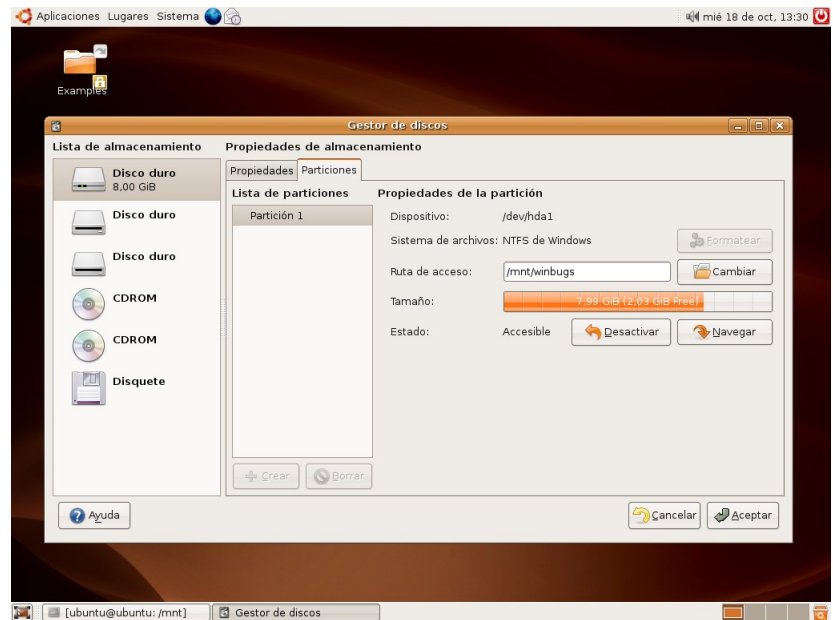 Aplicaciones Lugares Sistema
mié 18 de oct, 13:30
Examples
Gestor de discos
Lista de almacenamiento
Disco duro
8,00 GiB
Disco duro
Disco duro
CDROM
CDROM
Disquete
Propiedades de almacenamiento
Propiedades Particiones
Lista de particiones
Partición 1
Crear Borrar
Propiedades de la partición
Dispositivo: /dev/hda1
Sistema de archivos: NTFS de Windows Formatear
Ruta de acceso: /mnt/winbugs Cambiar
Tamaño: 7,99 GiB (2,03 GiB Free)
Estado: Accesible Desactivar Navegar
Ayuda Cancelar Aceptar
[ubuntu@ubuntu: /mnt] Gestor de discos